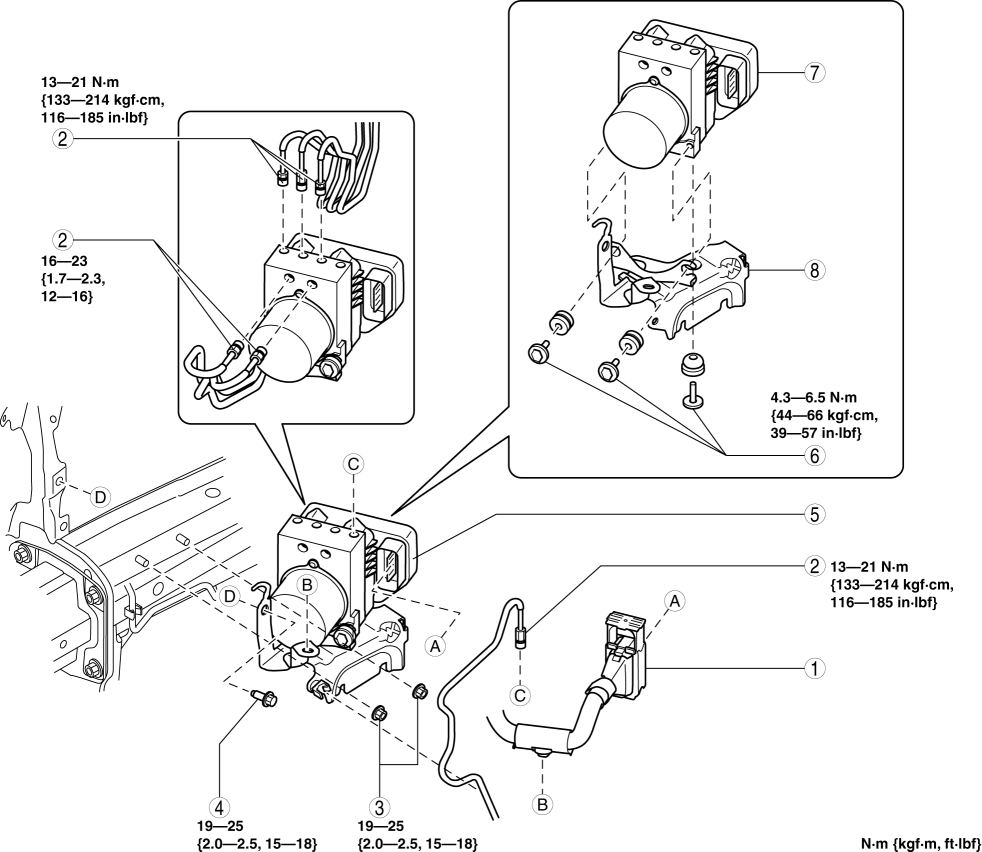 13—21 N·m
{133—214 kgf·cm,
116—185 in·lbf}
2
2
16—23
{1.7—2.3,
12—16}
7
8
4.3—6.5 N·m
{44—66 kgf·cm,
39—57 in·lbf}
6
C
D
5
2 13—21 N·m
{133—214 kgf·cm,
116—185 in·lbf}
B
D
A
A
1
C
B
4
19—25
{2.0—2.5, 15—18}
3
19—25
{2.0—2.5, 15—18}
N·m {kgf·m, ft·lbf}